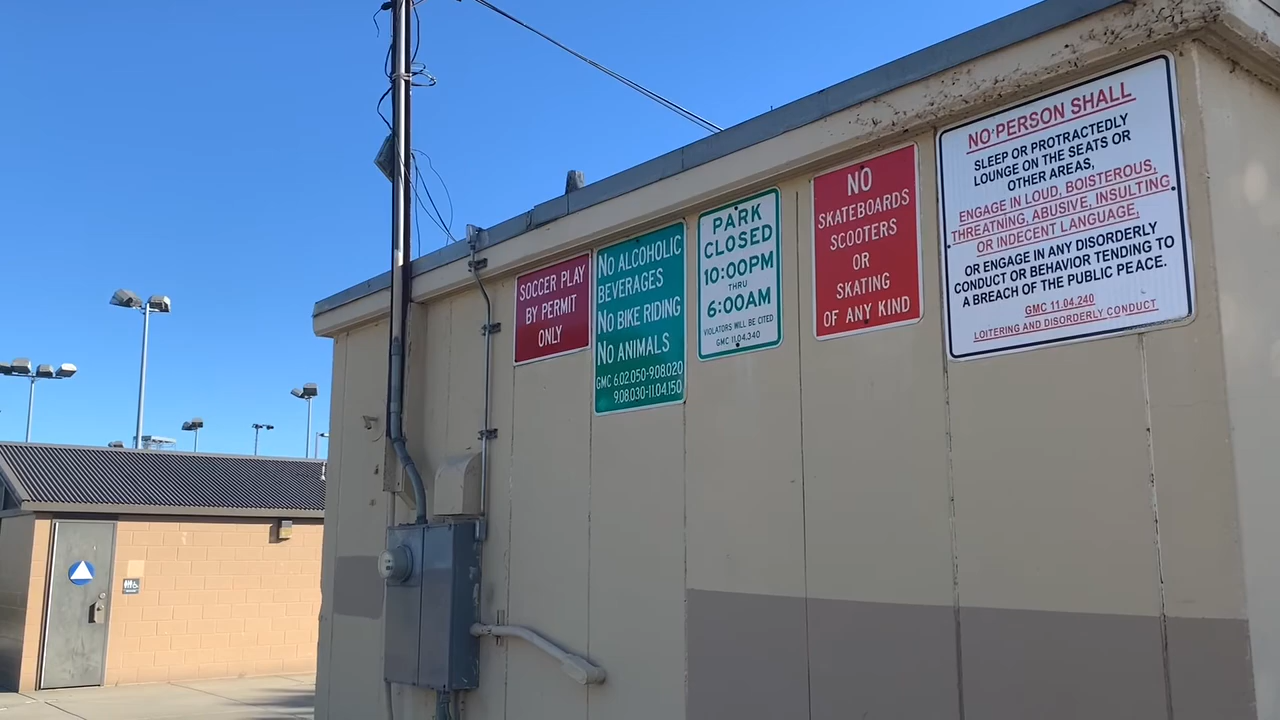 SOCCER PLAY
BY PERMIT
ONLY
NO ALCOHOLIC
BEVERAGES
NO BIKE RIDING
NO ANIMALS
GMC 6.02.050-9.08.020
9.08.030-11.04.150
PARK
CLOSED
10:00PM
THRU
6:00AM
VIOLATORS WILL BE CITED
GMC 11.04.340
NO
SKATEBOARDS
SCOOTERS
OR
SKATING
OF ANY KIND
NO PERSON SHALL
SLEEP OR PROTRACTEDLY
LOUNGE ON THE SEATS OR
OTHER AREAS,
ENGAGE IN LOUD, BOISTEROUS,
THREATNING, ABUSIVE, INSULTING
OR INDECENT LANGUAGE,
OR ENGAGE IN ANY DISORDERLY
CONDUCT OR BEHAVIOR TENDING TO
A BREACH OF THE PUBLIC PEACE.
GMC 11.04.240
LOITERING AND DISORDERLY CONDUCT